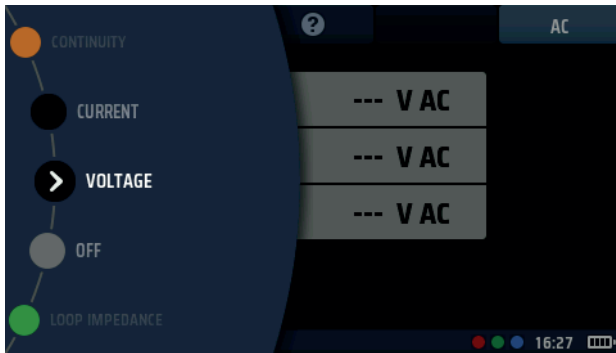 ? AC
CONTINUITY
CURRENT
VOLTAGE
OFF
LOOP IMPEDANCE
--- V AC
--- V AC
--- V AC
16:27